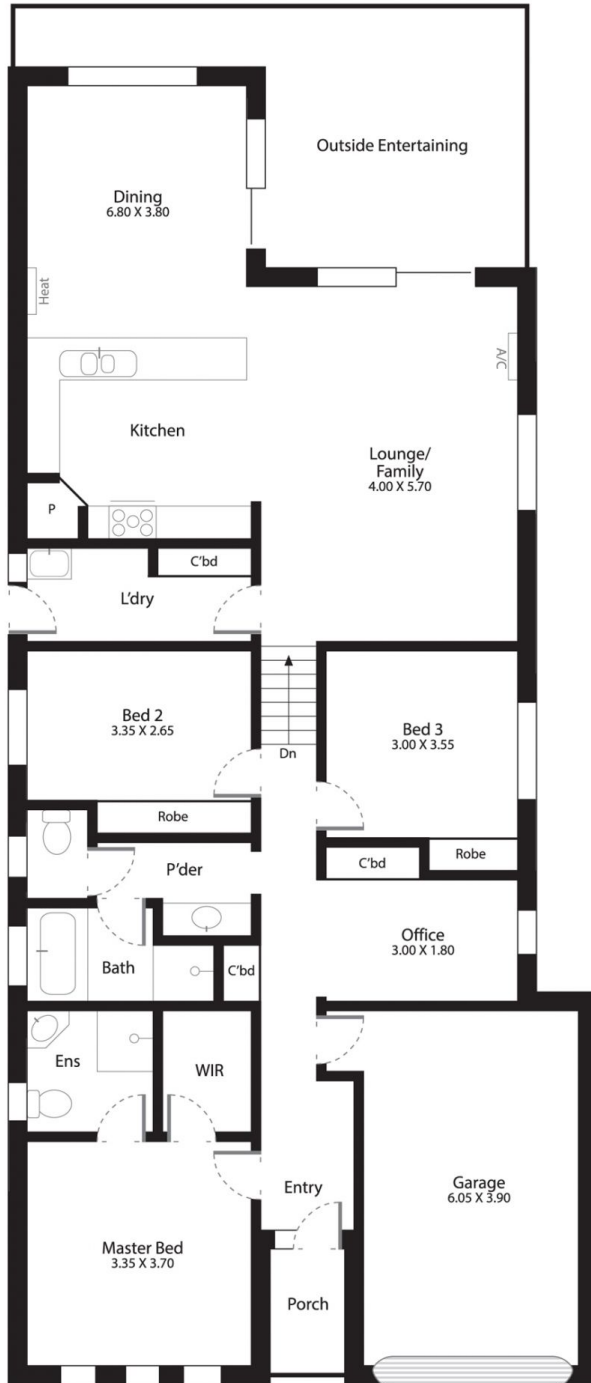 Outside Entertaining
Dining
6.80 X 3.80
Heat
A/C
Kitchen
Lounge/
Family
4.00 X 5.70
P
C'bd
L'dry
Bed 2
3.35 X 2.65
Bed 3
3.00 X 3.55
Dn
Robe
C'bd
Robe
P'der
Office
3.00 X 1.80
Bath
C'bd
Ens
WIR
Entry
Garage
6.05 X 3.90
Master Bed
3.35 X 3.70
Porch